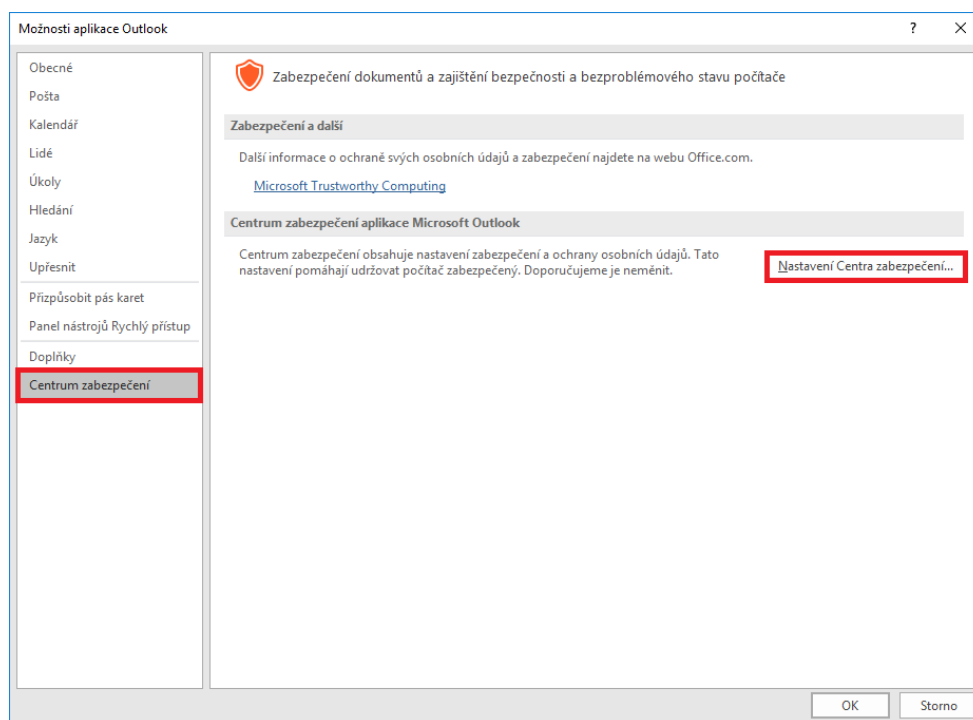 Možnosti aplikace Outlook
?
Obecné
Pošta
Kalendář
Lidé
Úkoly
Hledání
Jazyk
Upřesnit
Přizpůsobit pás karet
Panel nástrojů Rychlý přístup
Doplňky
Centrum zabezpečení
Zabezpečení dokumentů a zajištění bezpečnosti a bezproblémového stavu počítače
Zabezpečení a další
Další informace o ochraně svých osobních údajů a zabezpečení najdete na webu Office.com.
Microsoft Trustworthy Computing
Centrum zabezpečení aplikace Microsoft Outlook
Centrum zabezpečení obsahuje nastavení zabezpečení a ochrany osobních údajů. Tato
nastavení pomáhají udržovat počítač zabezpečený. Doporučujeme je neměnit.
Nastavení Centra zabezpečení...
OK
Storno